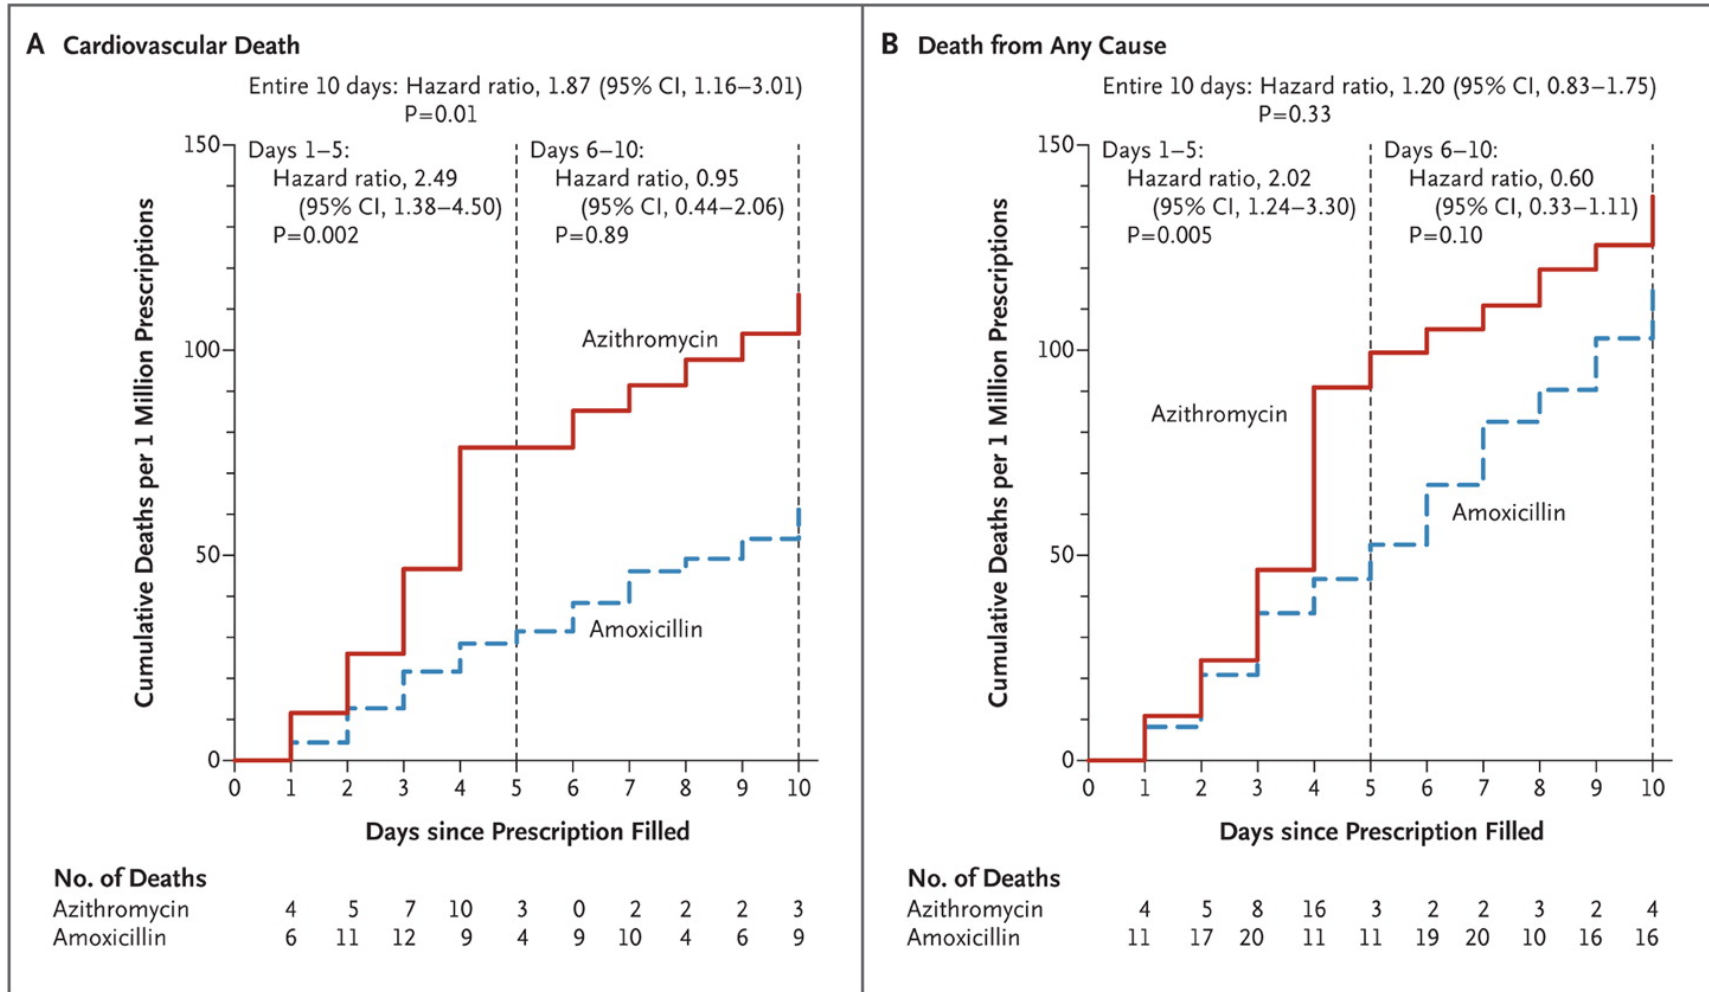 A Cardiovascular Death
Entire 10 days: Hazard ratio, 1.87 (95% CI, 1.16–3.01)
P=0.01
Days 1–5:
Hazard ratio, 2.49
(95% CI, 1.38–4.50)
P=0.002
Days 6–10:
Hazard ratio, 0.95
(95% CI, 0.44–2.06)
P=0.89
Cumulative Deaths per 1 Million Prescriptions
150
100
50
0
Azithromycin
Amoxicillin
0 1 2 3 4 5 6 7 8 9 10
Days since Prescription Filled
No. of Deaths
Azithromycin 4 5 7 10 3 0 2 2 2 3
Amoxicillin 6 11 12 9 4 9 10 4 6 9
B Death from Any Cause
Entire 10 days: Hazard ratio, 1.20 (95% CI, 0.83–1.75)
P=0.33
Days 1–5:
Hazard ratio, 2.02
(95% CI, 1.24–3.30)
P=0.005
Days 6–10:
Hazard ratio, 0.60
(95% CI, 0.33–1.11)
P=0.10
Cumulative Deaths per 1 Million Prescriptions
150
100
50
0
Azithromycin
Amoxicillin
0 1 2 3 4 5 6 7 8 9 10
Days since Prescription Filled
No. of Deaths
Azithromycin 4 5 8 16 3 2 2 3 2 4
Amoxicillin 11 17 20 11 11 19 20 10 16 16